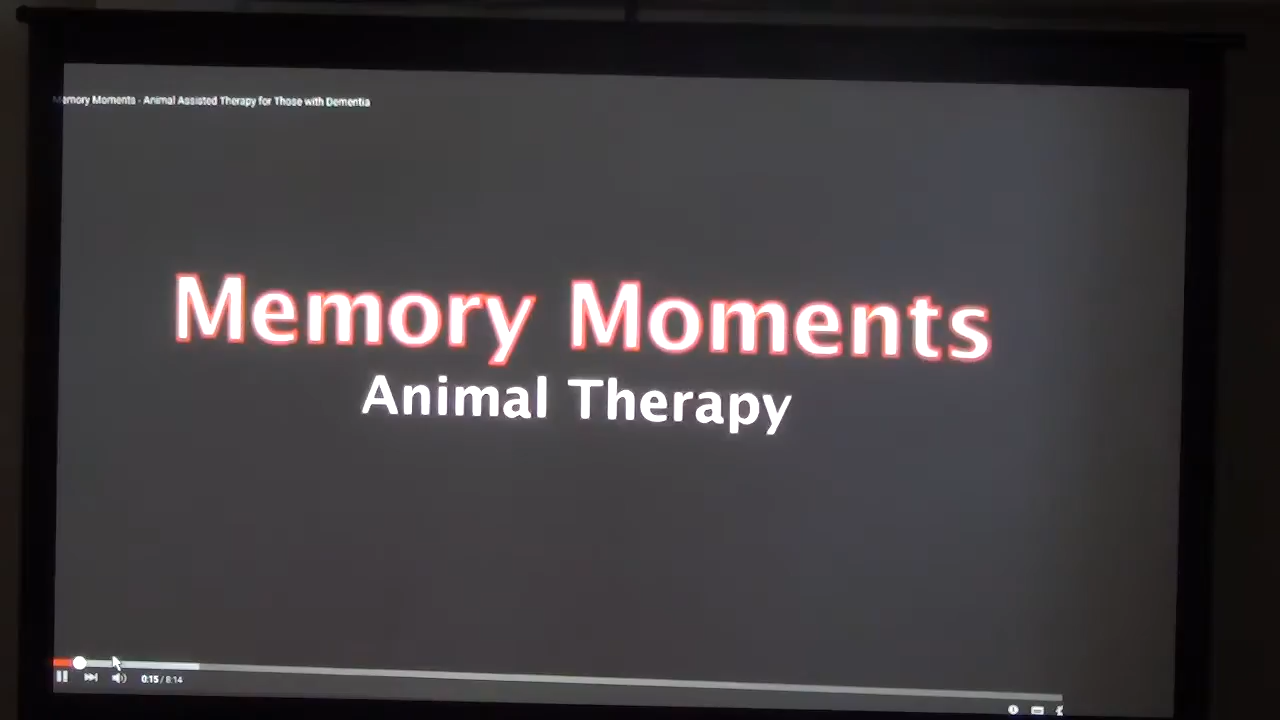 Memory Moments - Animal Assisted Therapy for Those with Dementia
Memory Moments
Animal Therapy
0:15 / 8:14